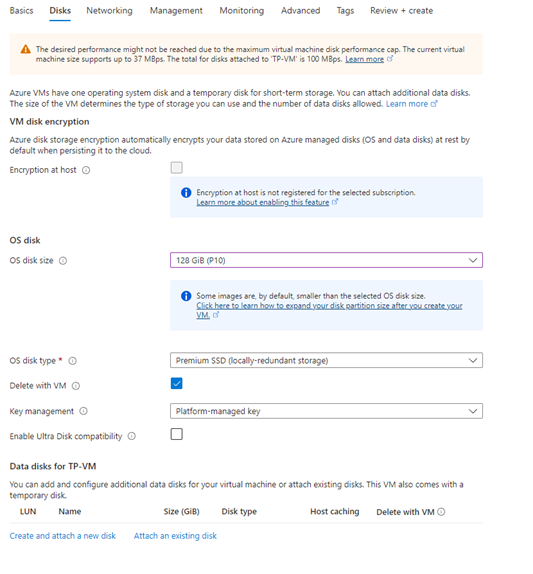 Basics Disks Networking Management Monitoring Advanced Tags Review + create
The desired performance might not be reached due to the maximum virtual machine disk performance cap. The current virtual
machine size supports up to 37 MBps. The total for disks attached to 'TP-VM' is 100 MBps. Learn more
Azure VMs have one operating system disk and a temporary disk for short-term storage. You can attach additional data disks.
The size of the VM determines the type of storage you can use and the number of data disks allowed. Learn more
VM disk encryption
Azure disk storage encryption automatically encrypts your data stored on Azure managed disks (OS and data disks) at rest by
default when persisting it to the cloud.
Encryption at host
Encryption at host is not registered for the selected subscription.
Learn more about enabling this feature
OS disk
OS disk size 128 GiB (P10)
Some images are, by default, smaller than the selected OS disk size.
Click here to learn how to expand your disk partition size after you create your
VM.
OS disk type * Premium SSD (locally-redundant storage)
Delete with VM
Key management Platform-managed key
Enable Ultra Disk compatibility
Data disks for TP-VM
You can add and configure additional data disks for your virtual machine or attach existing disks. This VM also comes with a
temporary disk.
LUN Name Size (GiB) Disk type Host caching Delete with VM
Create and attach a new disk Attach an existing disk